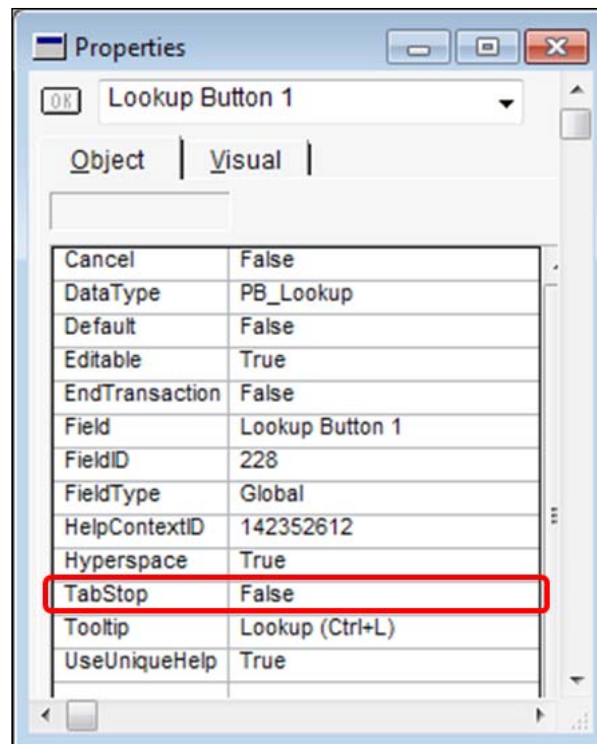 Properties
OK Lookup Button 1
Object Visual
Cancel False
DataType PB_Lookup
Default False
Editable True
EndTransaction False
Field Lookup Button 1
FieldID 228
FieldType Global
HelpContextID 142352612
Hyperspace True
TabStop False
Tooltip Lookup (Ctrl+L)
UseUniqueHelp True